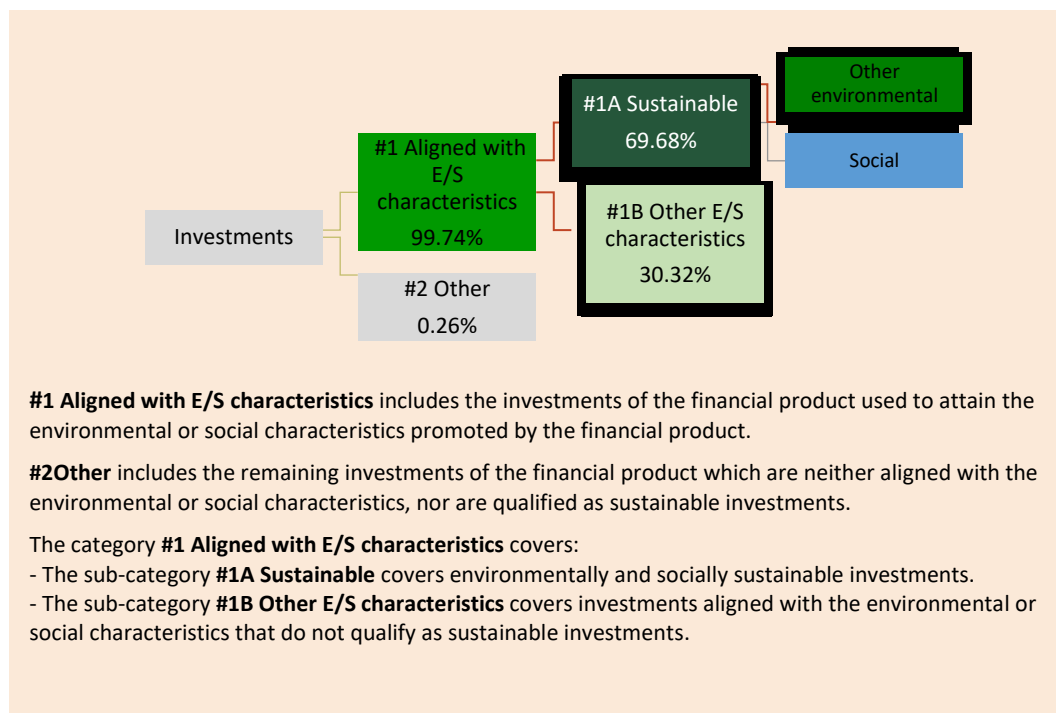 Other
environmental
#1A Sustainable
69.68%
Social
#1 Aligned with
E/S
characteristics
99.74%
#1B Other E/S
characteristics
30.32%
Investments
#2 Other
0.26%
#1 Aligned with E/S characteristics includes the investments of the financial product used to attain the
environmental or social characteristics promoted by the financial product.
#2Other includes the remaining investments of the financial product which are neither aligned with the
environmental or social characteristics, nor are qualified as sustainable investments.
The category #1 Aligned with E/S characteristics covers:
- The sub-category #1A Sustainable covers environmentally and socially sustainable investments.
- The sub-category #1B Other E/S characteristics covers investments aligned with the environmental or
social characteristics that do not qualify as sustainable investments.